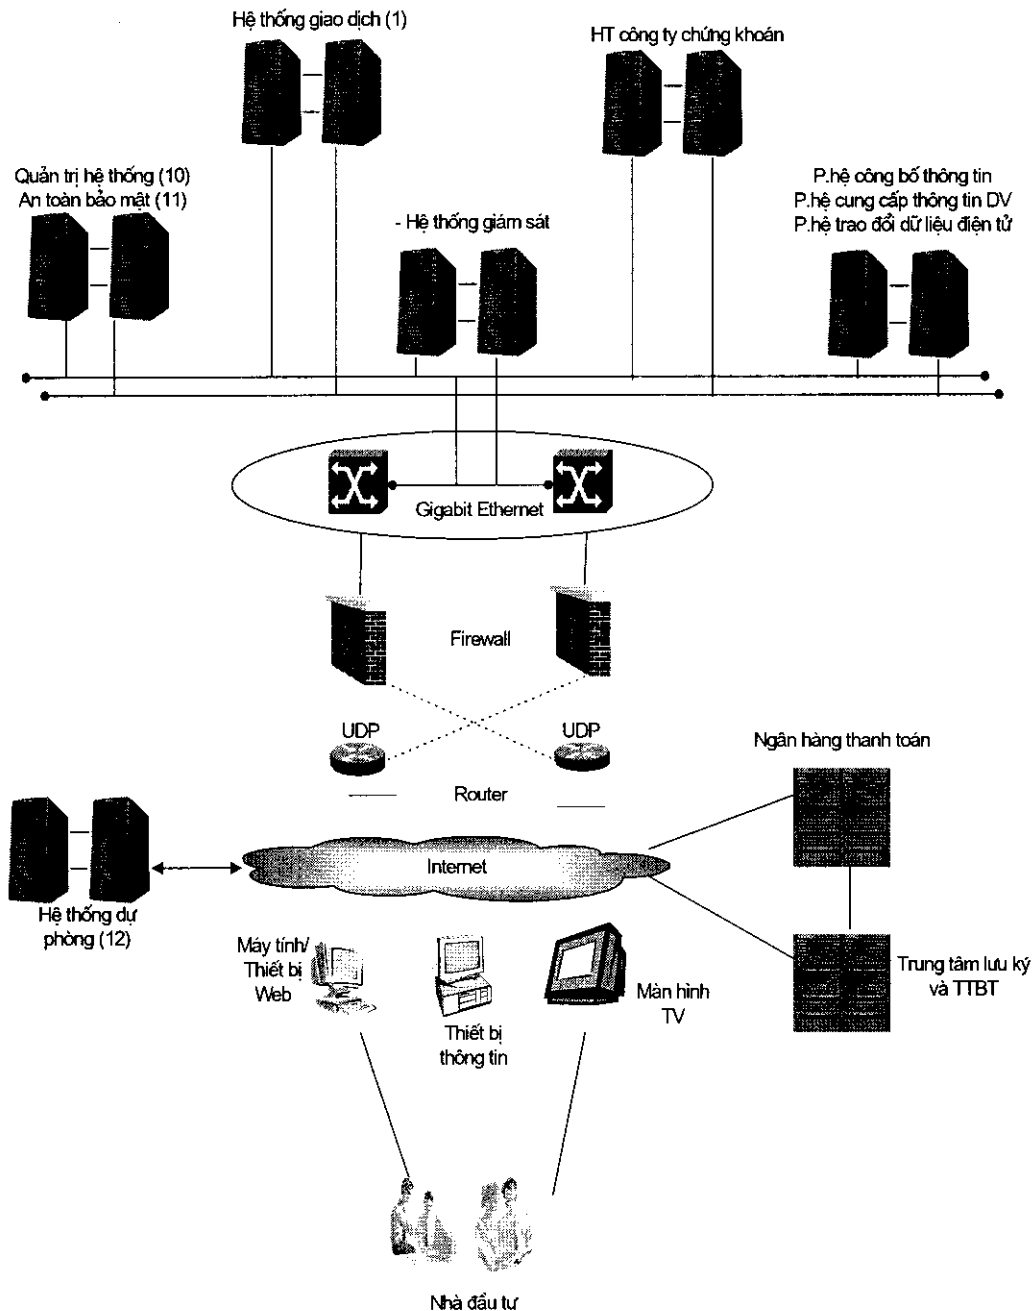 Hệ thống giao dịch (1)
HT công ty chứng khoán
Quản trị hệ thống (10)
An toàn bảo mật (11)
- Hệ thống giám sát
P.hệ công bố thông tin
P.hệ cung cấp thông tin DV
P.hệ trao đổi dữ liệu điện tử
Gigabit Ethernet
Firewall
UDP
UDP
Ngân hàng thanh toán
Router
Internet
Hệ thống dự
phòng (12)
Máy tính/
Thiết bị
Web
Thiết bị
thông tin
Màn hình
TV
Trung tâm lưu ký
và TTBT
Nhà đầu tư